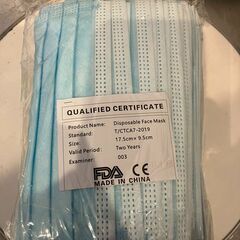 QUALIFIED CERTIFICATE
Product Name: Disposable Face Mask
Standard: T/CTCA7-2019
Size: 17.5cm× 9.5cm
Valid Period: Two Years
Examiner: 003
FDA CE
MADE IN CHINA